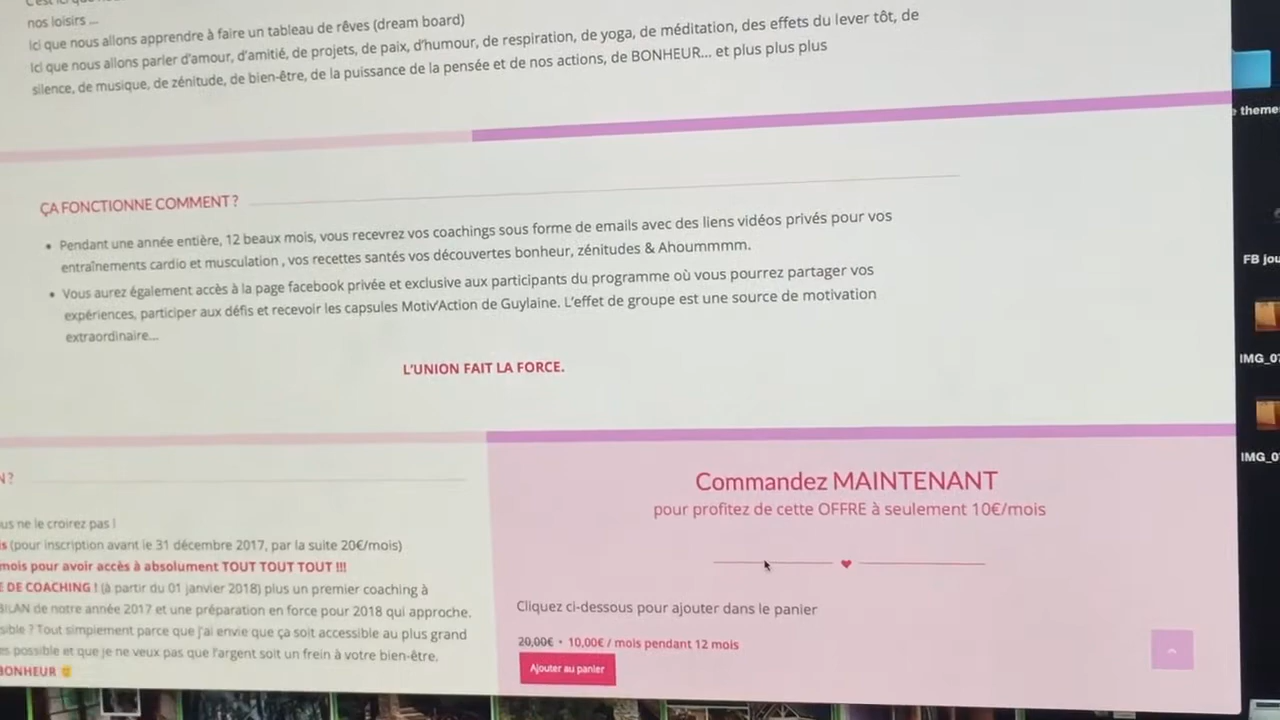 nos loisirs ...
Ici que nous allons apprendre à faire un tableau de rêves (dream board)
Ici que nous allons parler d'amour, d'amitié, de projets, de paix, d'humour, de respiration, de yoga, de méditation, des effets du lever tôt, de
silence, de musique, de zénitude, de bien-être, de la puissance de la pensée et de nos actions, de BONHEUR... et plus plus plus
theme
ÇA FONCTIONNE COMMENT ?
• Pendant une année entière, 12 beaux mois, vous recevrez vos coachings sous forme de emails avec des liens vidéos privés pour vos
entraînements cardio et musculation , vos recettes santés vos découvertes bonheur, zénitudes & Ahoummmm.
FB jou
• Vous aurez également accès à la page facebook privée et exclusive aux participants du programme où vous pourrez partager vos
expériences, participer aux défis et recevoir les capsules Motiv'Action de Guylaine. L'effet de groupe est une source de motivation
extraordinaire...
IMG_07
L'UNION FAIT LA FORCE.
IMG_0
N ?
us ne le croirez pas !
is (pour inscription avant le 31 décembre 2017, par la suite 20€/mois)
mois pour avoir accès à absolument TOUT TOUT TOUT !!!
E DE COACHING ! (à partir du 01 janvier 2018) plus un premier coaching à
BILAN de notre année 2017 et une préparation en force pour 2018 qui approche.
sible ? Tout simplement parce que j'ai envie que ça soit accessible au plus grand
es possible et que je ne veux pas que l'argent soit un frein à votre bien-être.
BONHEUR
Commandez MAINTENANT
pour profitez de cette OFFRE à seulement 10€/mois
Cliquez ci-dessous pour ajouter dans le panier
20,00€ • 10,00€ / mois pendant 12 mois
Ajouter au panier